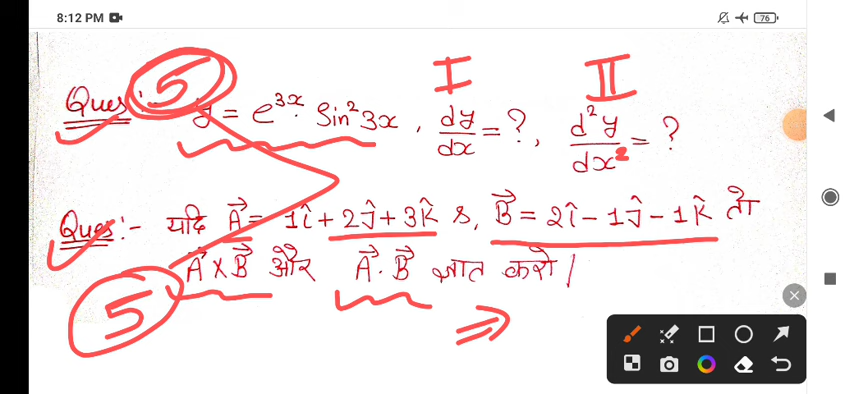 8:12 PM 76
I II
Ques:- 5 y = e^3x. Sin²3x, dy/dx = ?, d²y/dx² = ?
Ques:- यदि A⃗ = 1î + 2ĵ + 3k̂ &, B⃗ = 2î - 1ĵ - 1k̂ तो
5 A⃗ × B⃗ और A⃗ . B⃗ ज्ञात करो।
⇒